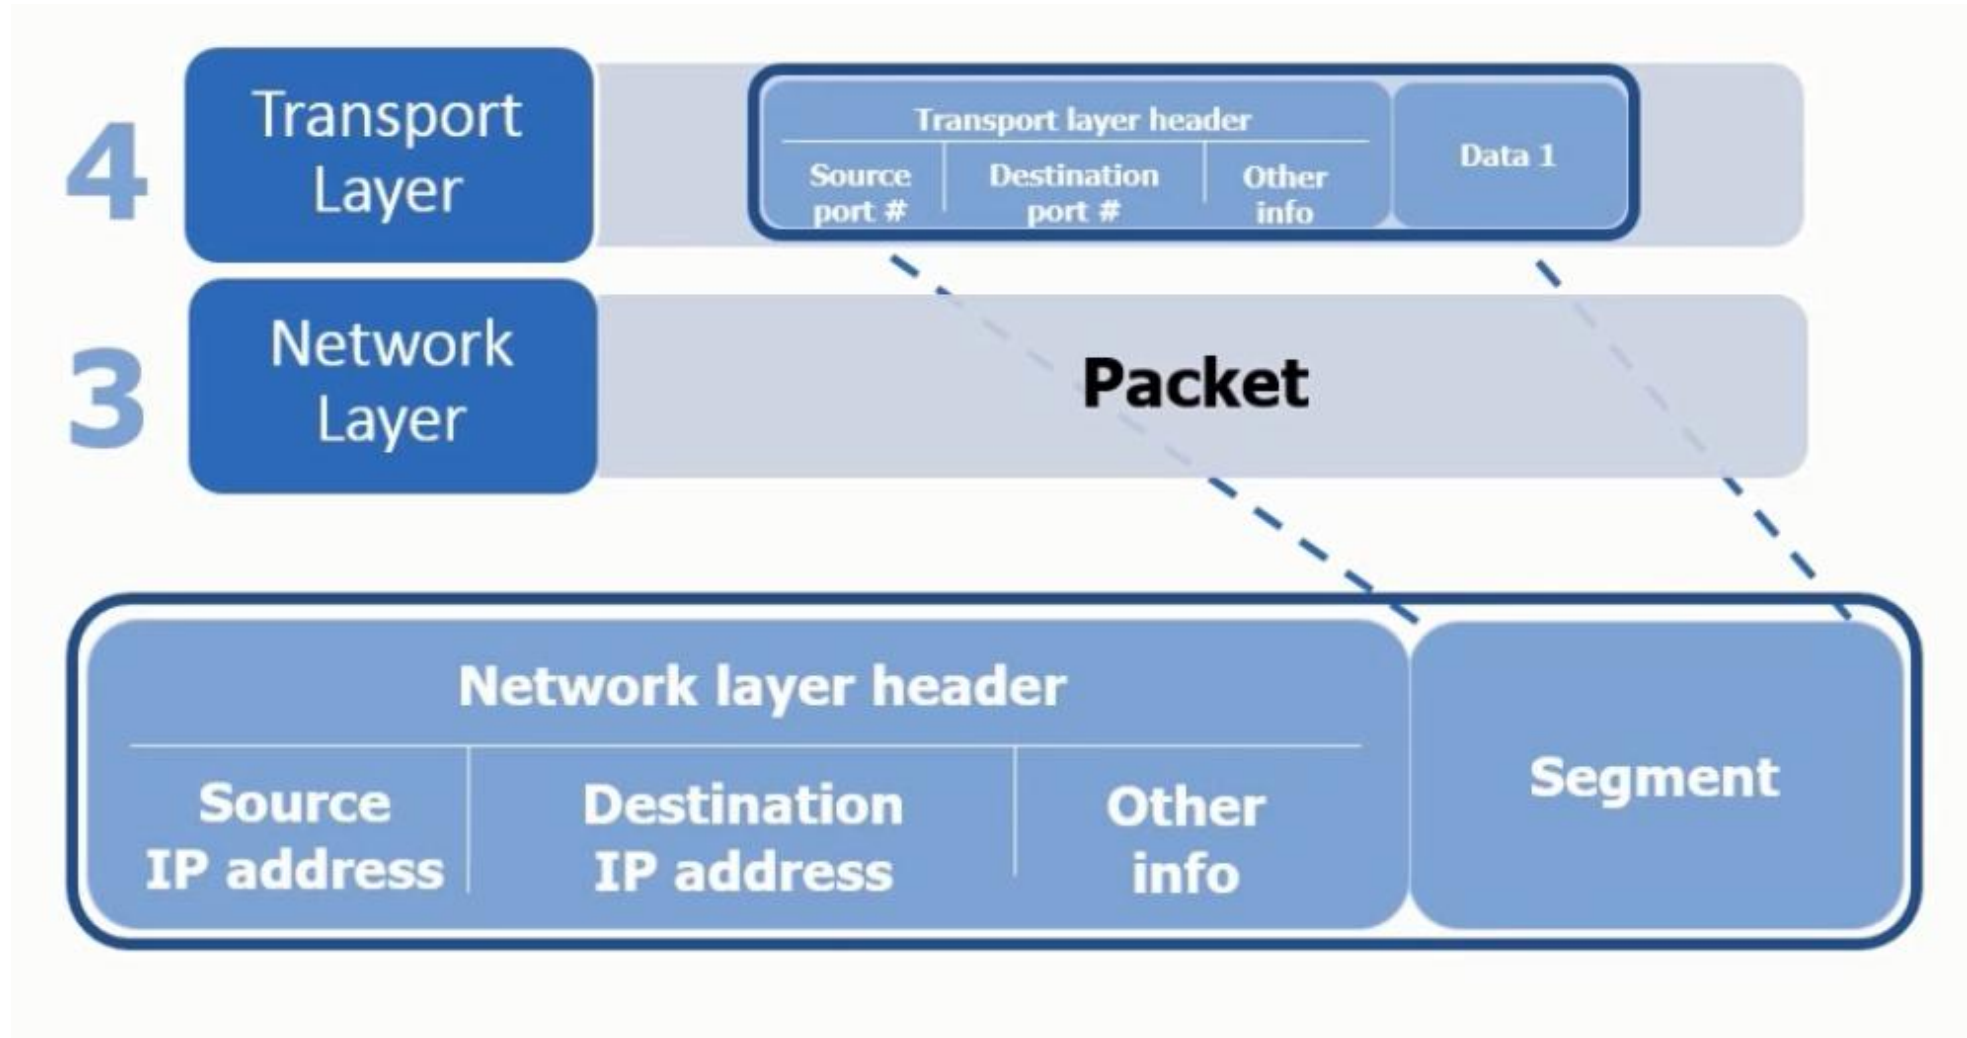 4
Transport
Layer
Transport layer header
Source
port #
Destination
port #
Other
info
Data 1
3
Network
Layer
Packet
Network layer header
Source
IP address
Destination
IP address
Other
info
Segment